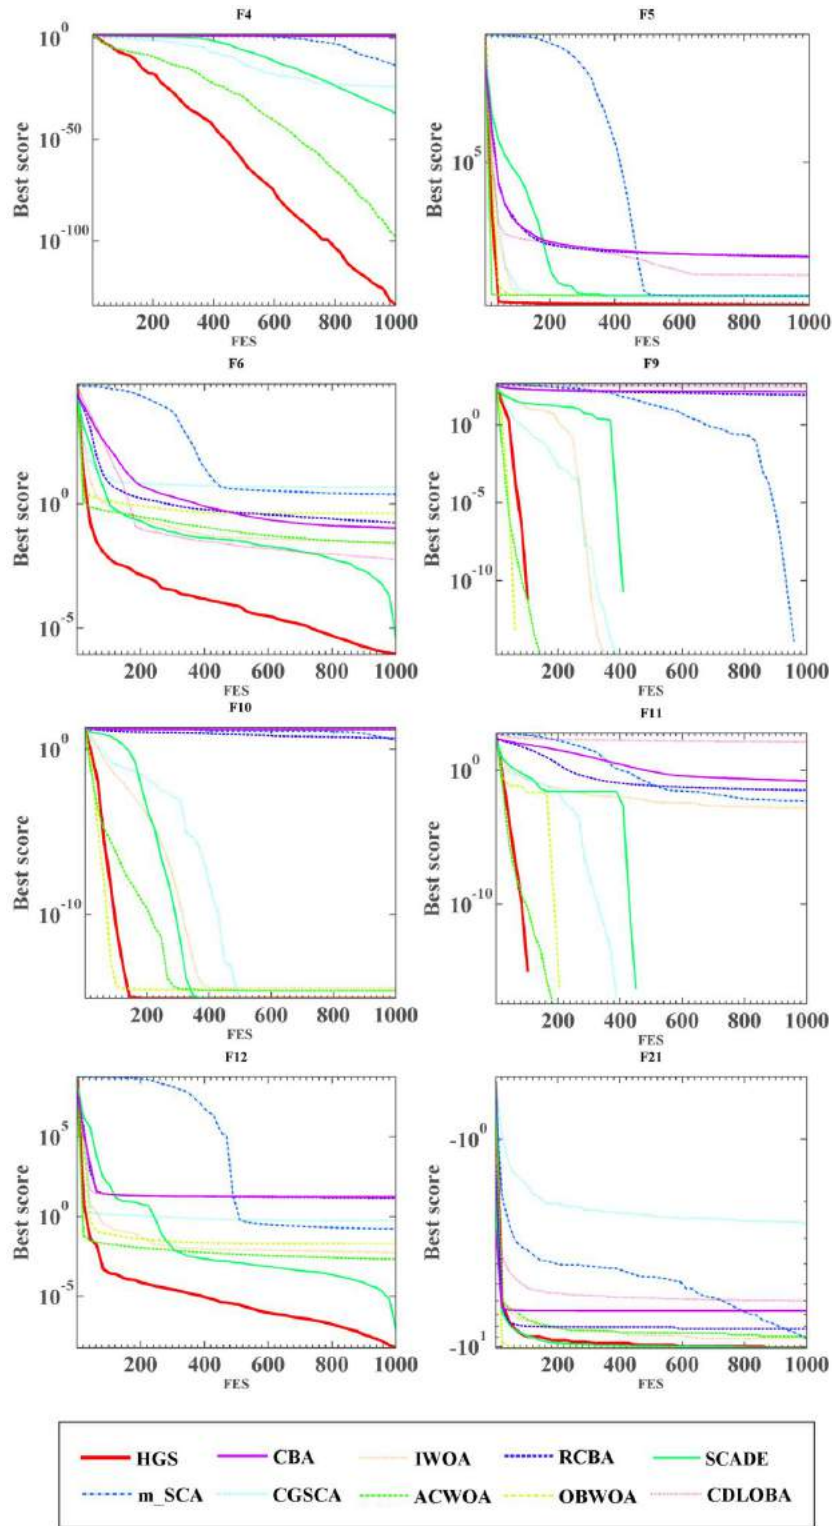 F4
F5
Best score
10^0
10^-50
10^-100
200 400 600 800 1000
FES
Best score
10^5
200 400 600 800 1000
FES
F6
F9
Best score
10^0
10^-5
200 400 600 800 1000
FES
Best score
10^0
10^-5
10^-10
200 400 600 800 1000
FES
F10
F11
Best score
10^0
10^-10
200 400 600 800 1000
FES
Best score
10^0
10^-10
200 400 600 800 1000
FES
F12
F21
Best score
10^5
10^0
10^-5
200 400 600 800 1000
FES
Best score
-10^0
-10^1
200 400 600 800 1000
FES
HGS CBA IWOA RCBA SCADE
m_SCA CGSCA ACWOA OBWOA CDLOBA